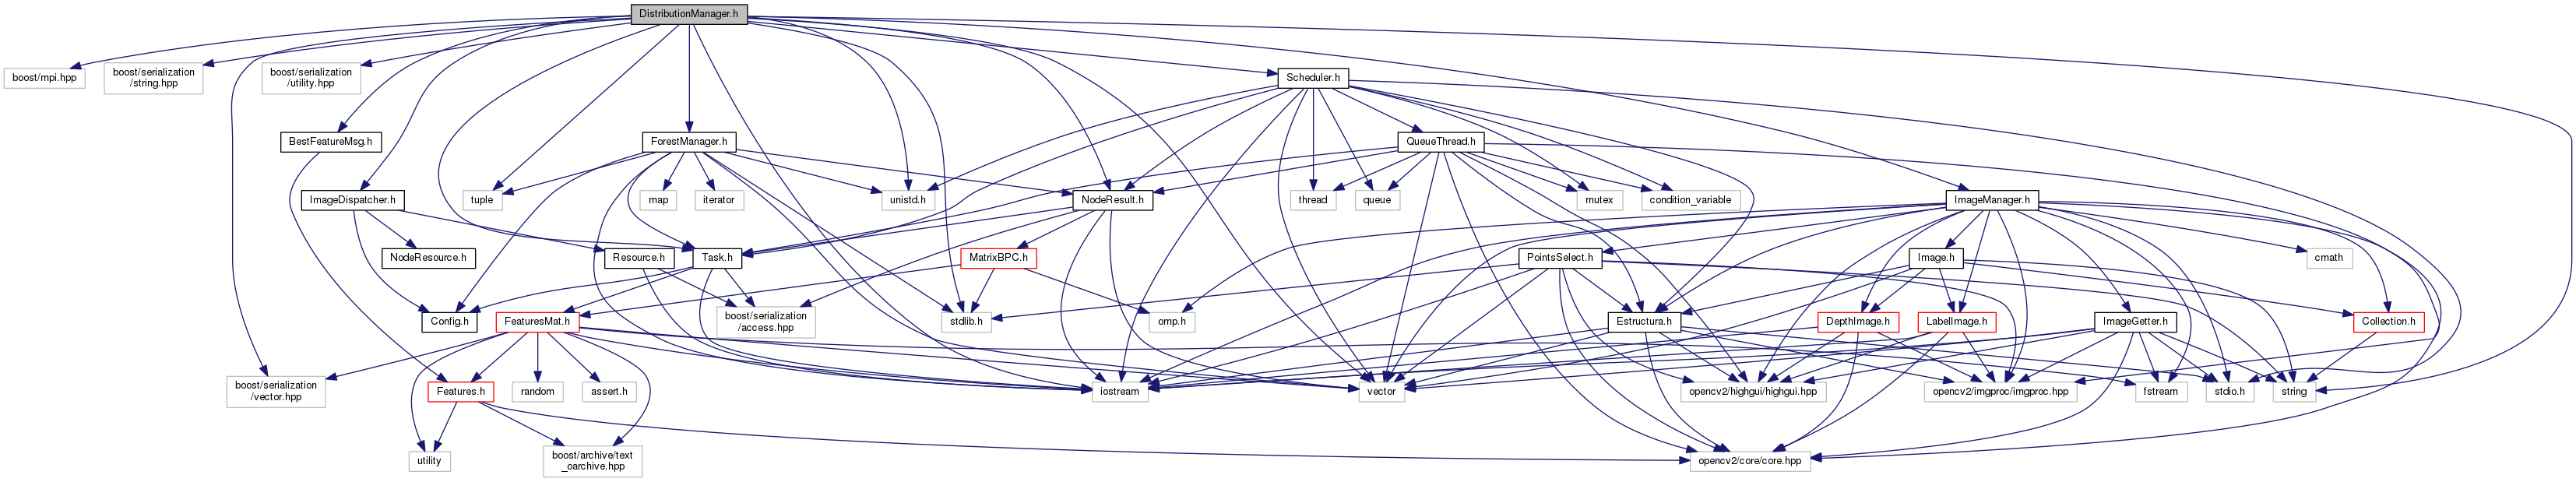 DistributionManager.h
boost/mpi.hpp
boost/serialization
/string.hpp
boost/serialization
/utility.hpp
Scheduler.h
BestFeatureMsg.h
ForestManager.h
QueueThread.h
ImageDispatcher.h
tuple
map
iterator
unistd.h
NodeResult.h
thread
queue
mutex
condition_variable
ImageManager.h
NodeResource.h
Resource.h
Task.h
MatrixBPC.h
PointsSelect.h
Image.h
cmath
Config.h
FeaturesMat.h
boost/serialization
/access.hpp
stdlib.h
omp.h
Estructura.h
DepthImage.h
LabelImage.h
ImageGetter.h
Collection.h
boost/serialization
/vector.hpp
Features.h
random
assert.h
iostream
vector
opencv2/highgui/highgui.hpp
opencv2/imgproc/imgproc.hpp
fstream
stdio.h
string
utility
boost/archive/text
_oarchive.hpp
opencv2/core/core.hpp